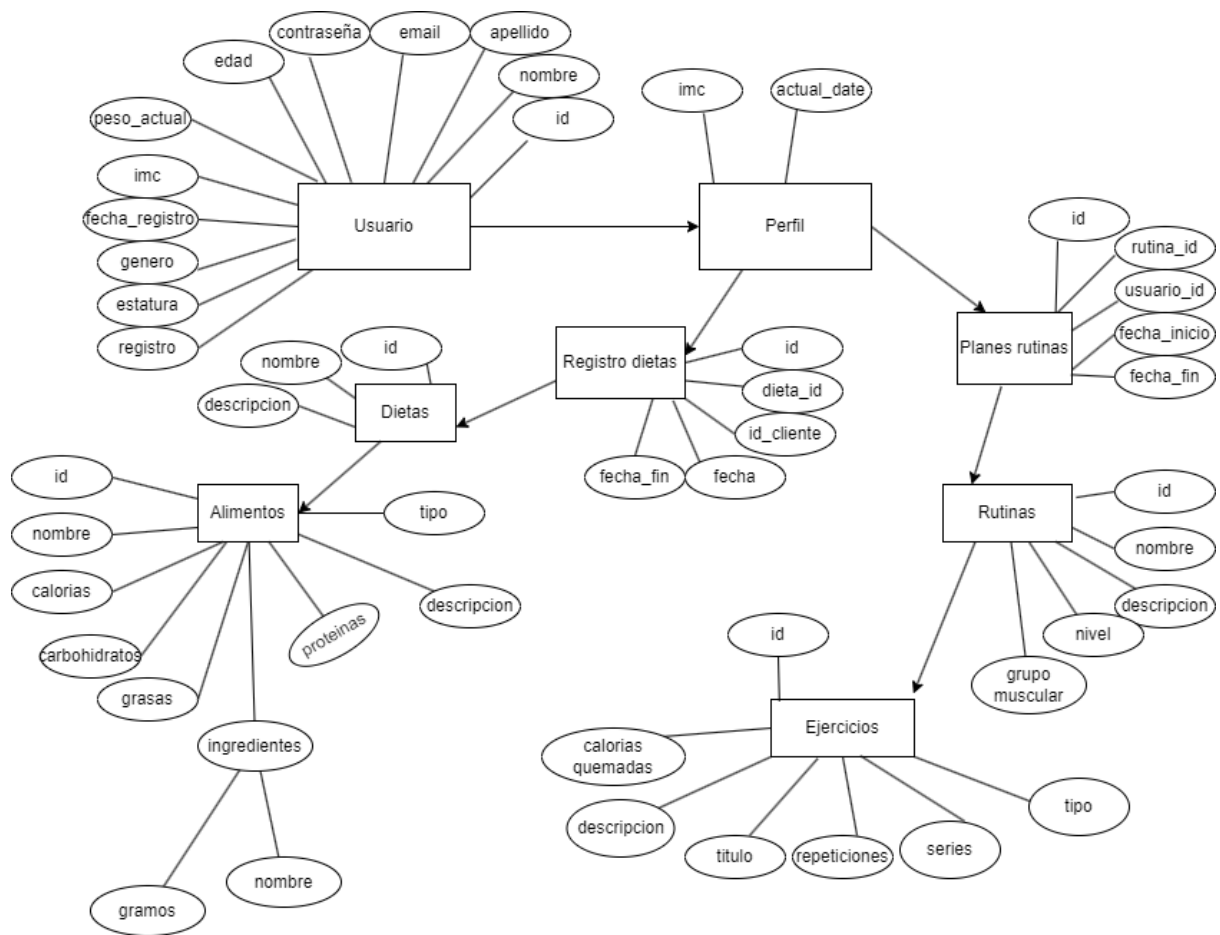 contraseña
email
apellido
edad
nombre
id
peso_actual
imc
fecha_registro
genero
estatura
registro
Usuario
imc
actual_date
Perfil
id
rutina_id
usuario_id
fecha_inicio
fecha_fin
Planes rutinas
nombre
id
descripcion
Dietas
Registro dietas
id
dieta_id
id_cliente
fecha_fin
fecha
id
nombre
calorias
carbohidratos
grasas
Alimentos
tipo
descripcion
proteinas
ingredientes
gramos
nombre
Rutinas
id
nombre
descripcion
nivel
grupo
muscular
id
Ejercicios
calorias
quemadas
descripcion
titulo
repeticiones
series
tipo